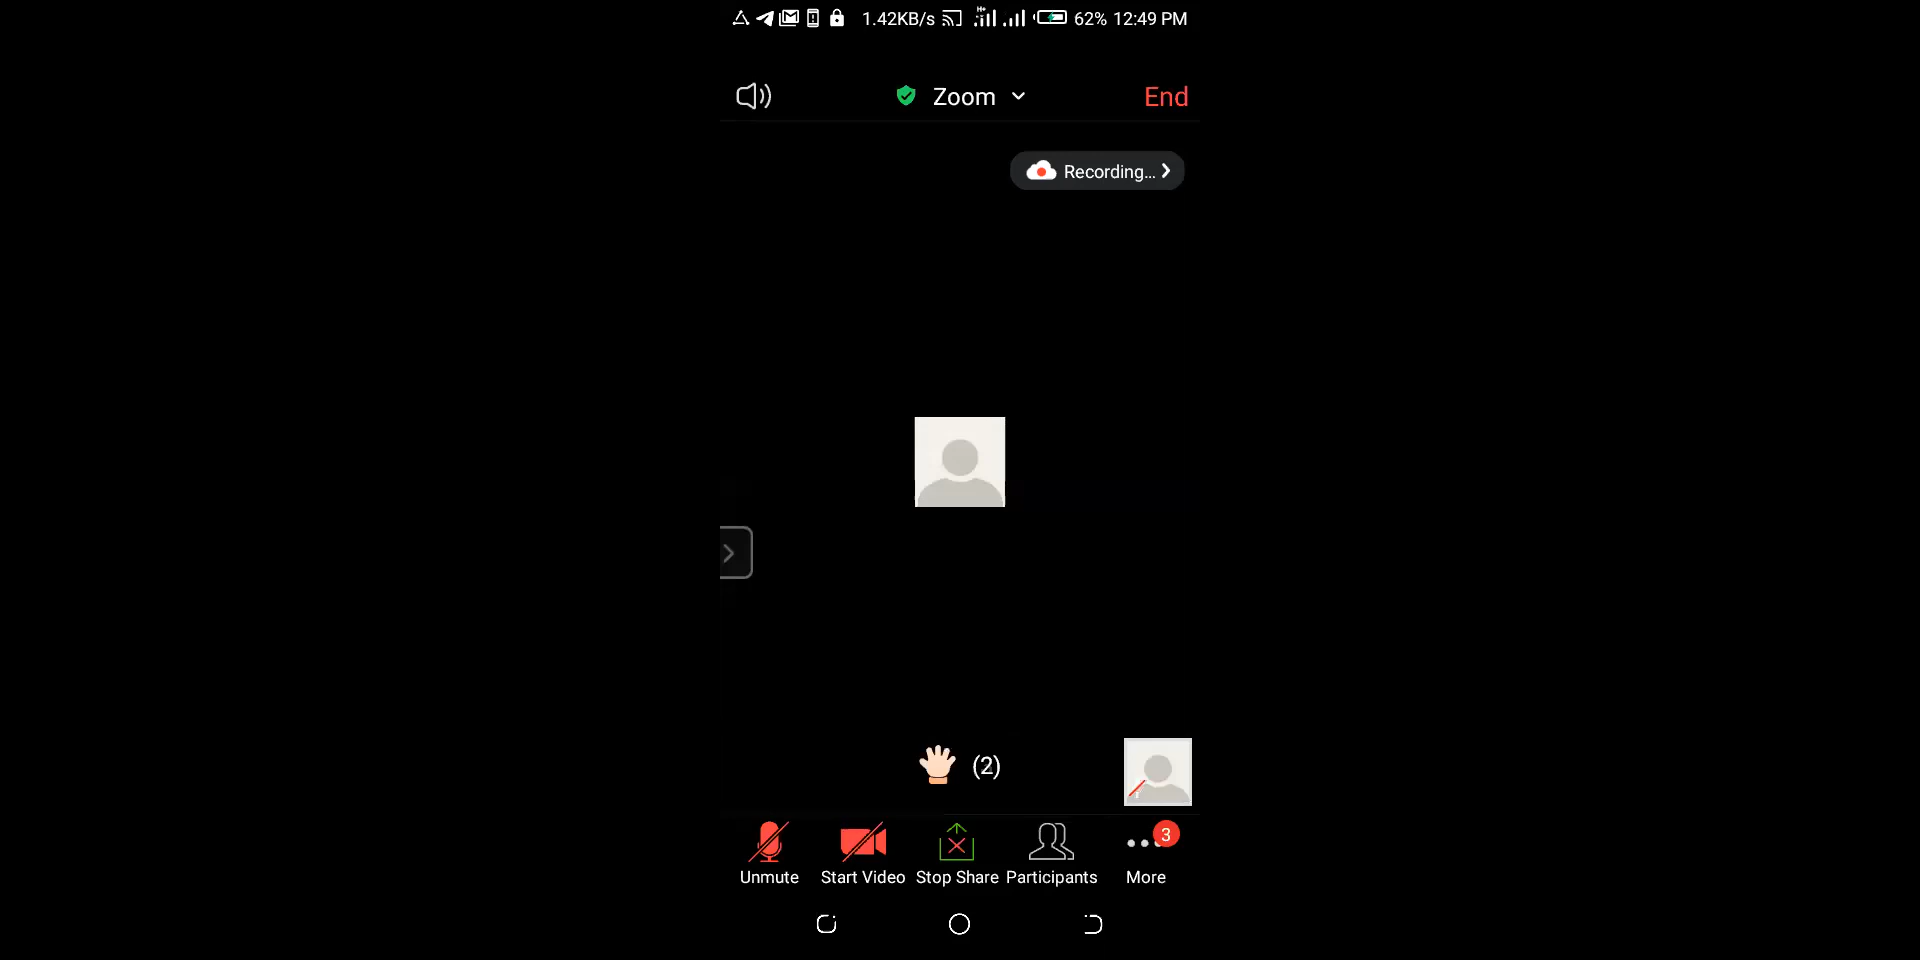 1.42KB/s H+ 62% 12:49 PM
Zoom End
Recording...
(2)
3
Unmute Start Video Stop Share Participants More